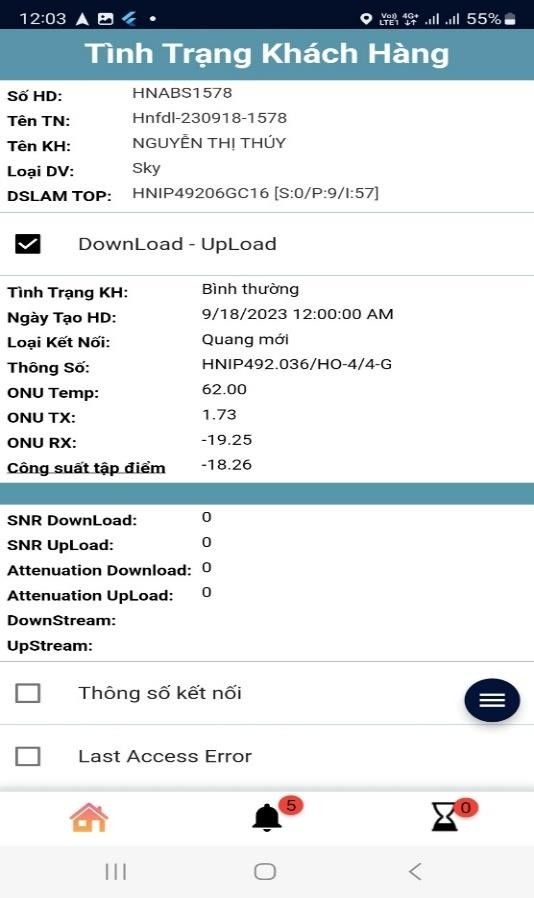 12:03 Vo)) LTE1 4G+ 55%
Tình Trạng Khách Hàng
Số HD: HNABS1578
Tên TN: Hnfdl-230918-1578
Tên KH: NGUYỄN THỊ THÚY
Loại DV: Sky
DSLAM TOP: HNIP49206GC16 [S:0/P:9/I:57]
DownLoad - UpLoad
Tình Trạng KH: Bình thường
Ngày Tạo HD: 9/18/2023 12:00:00 AM
Loại Kết Nối: Quang mới
Thông Số: HNIP492.036/HO-4/4-G
ONU Temp: 62.00
ONU TX: 1.73
ONU RX: -19.25
Công suất tập điểm -18.26
SNR DownLoad: 0
SNR UpLoad: 0
Attenuation Download: 0
Attenuation UpLoad: 0
DownStream:
UpStream:
Thông số kết nối
Last Access Error
5
0